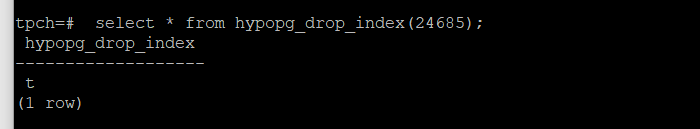 tpch=#  select * from hypopg_drop_index(24685);
 hypopg_drop_index
-------------------
 t
(1 row)